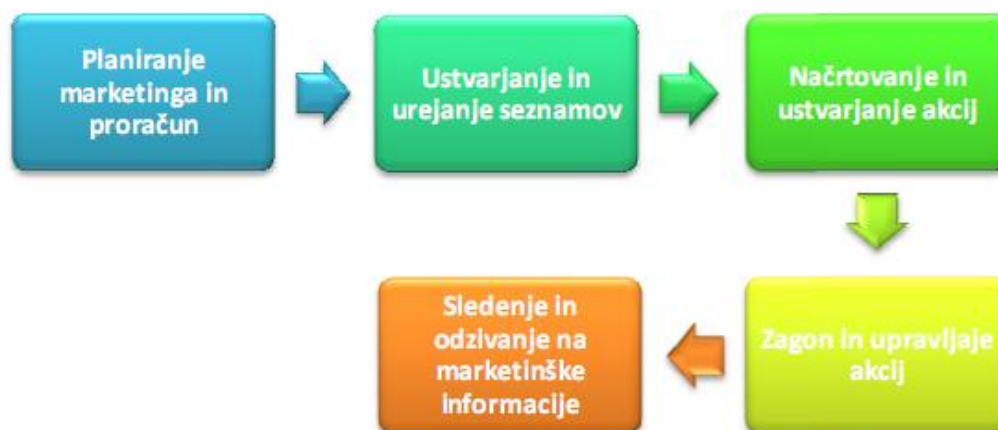 Planiranje
marketinga in
proračun
Ustvarjanje in
urejanje seznamov
Načrtovanje in
ustvarjanje akcij
Zagon in upravljaje
akcij
Sledenje in
odzivanje na
marketinške
informacije